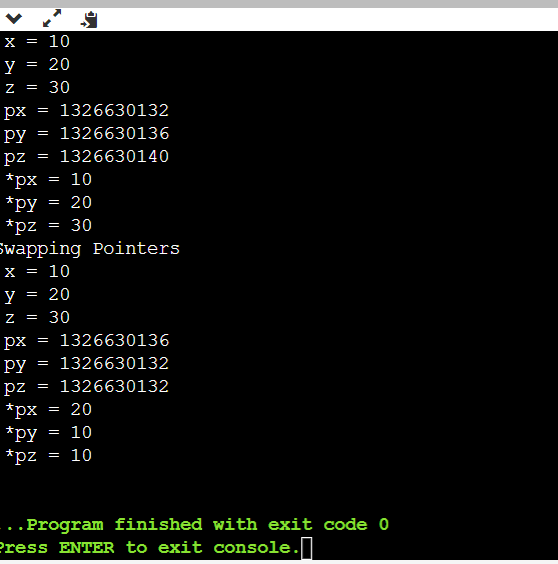 x = 10
y = 20
z = 30
px = 1326630132
py = 1326630136
pz = 1326630140
*px = 10
*py = 20
*pz = 30
Swapping Pointers
x = 10
y = 20
z = 30
px = 1326630136
py = 1326630132
pz = 1326630132
*px = 20
*py = 10
*pz = 10
...Program finished with exit code 0
Press ENTER to exit console.